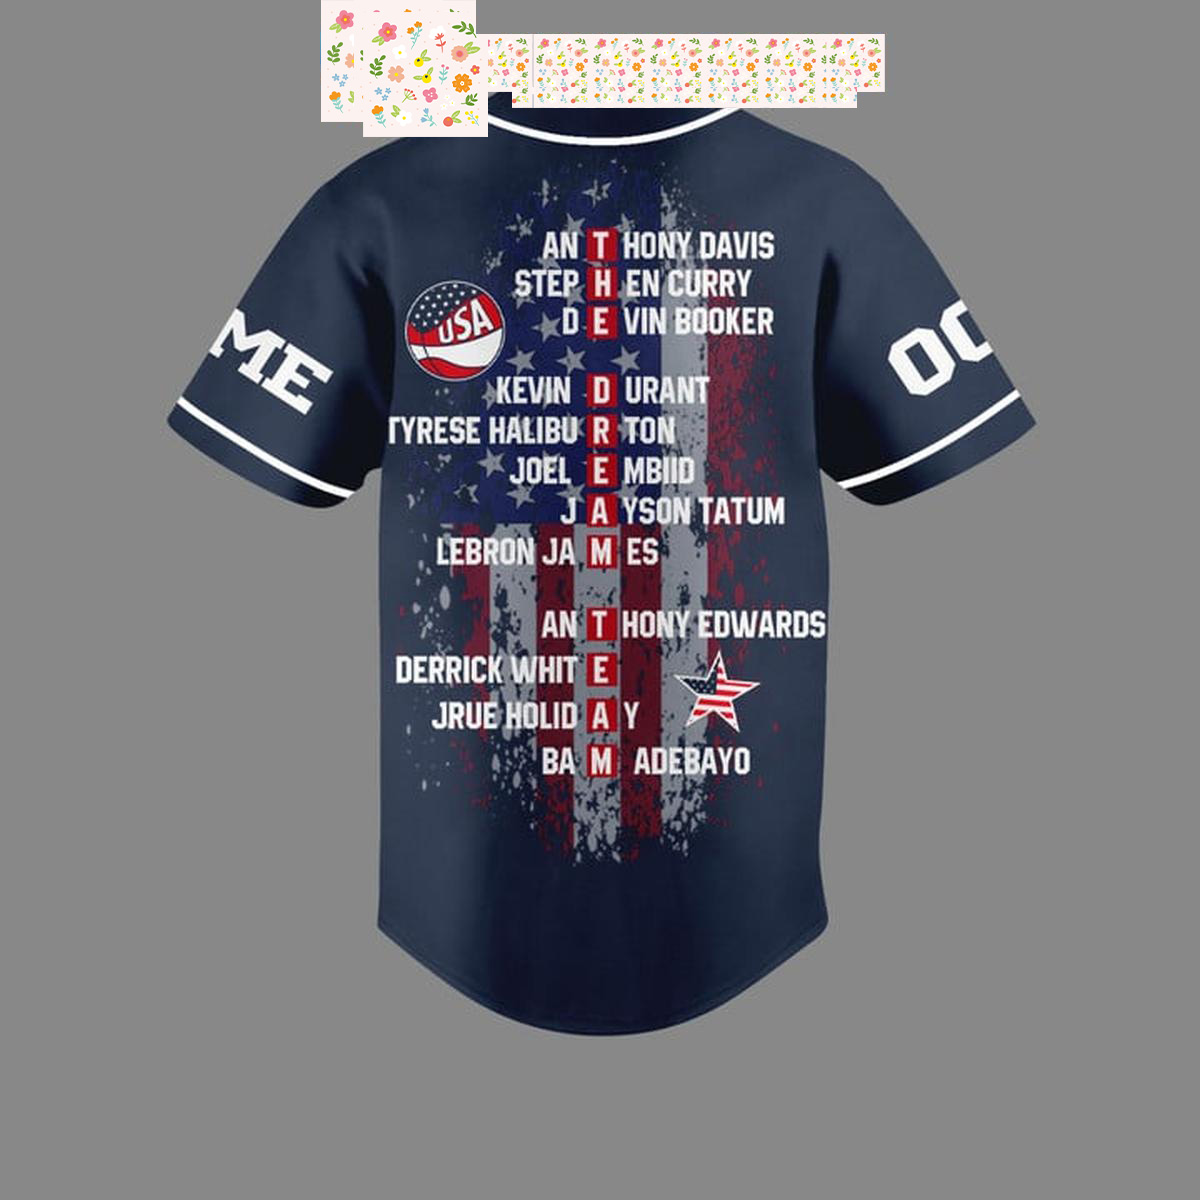 ANTHONY DAVIS
STEPHEN CURRY
DEVIN BOOKER
USA
KEVIN DURANT
TYRESE HALIBURTON
JOEL EMBIID
JAYSON TATUM
LEBRON JAMES
ANTHONY EDWARDS
DERRICK WHITE
JRUE HOLIDAY
BAM ADEBAYO
ME
OC